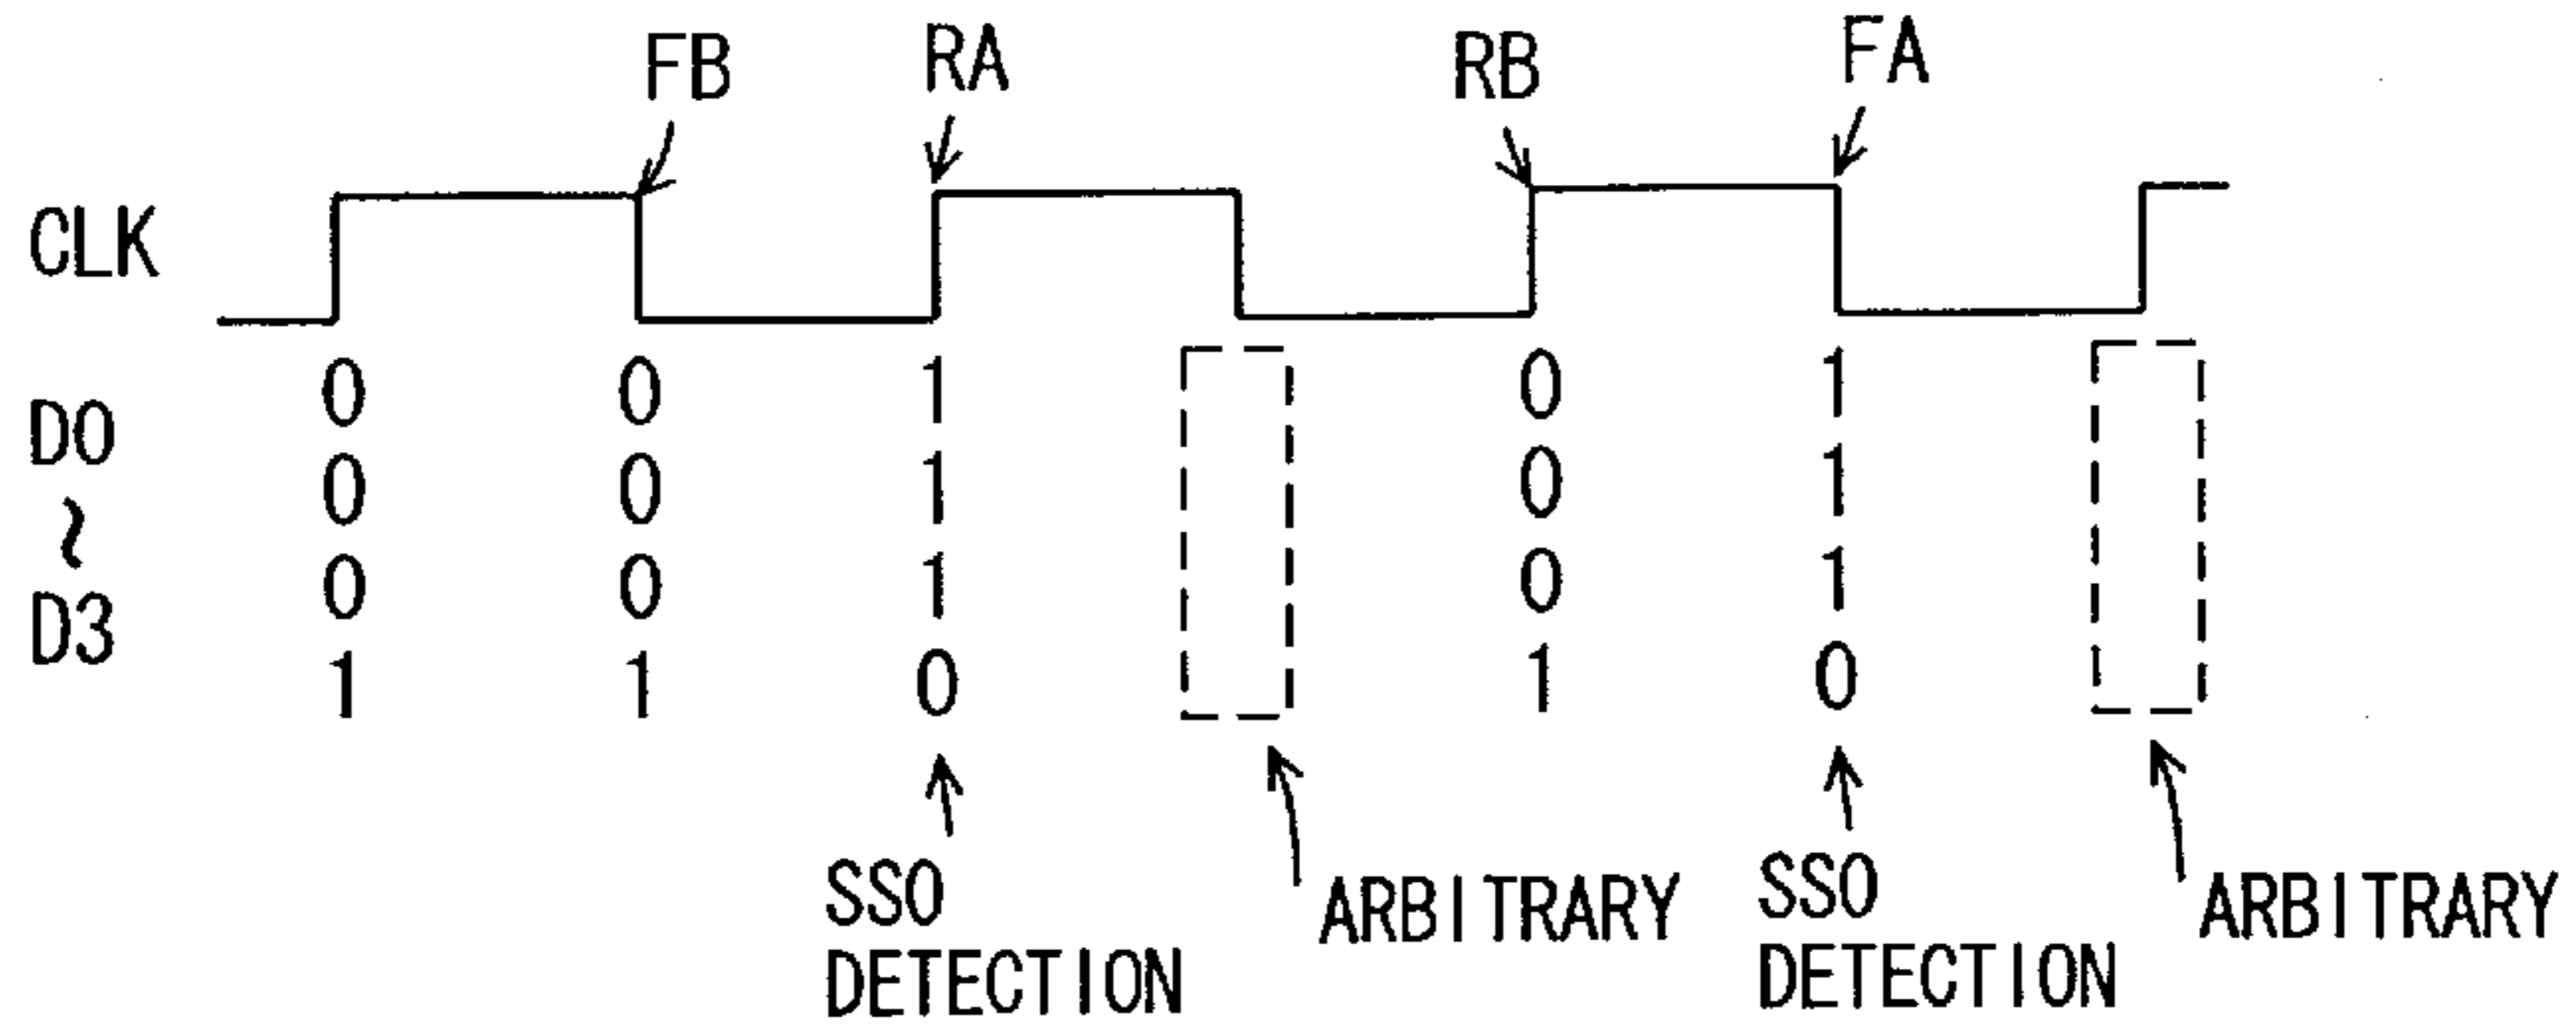 FB RA RB FA
CLK
0 0 1 0 1
D0
0 0 1 0 1
~
0 0 1 0 1
D3
1 1 0 1 0
SSO DETECTION
ARBITRARY
SSO DETECTION
ARBITRARY